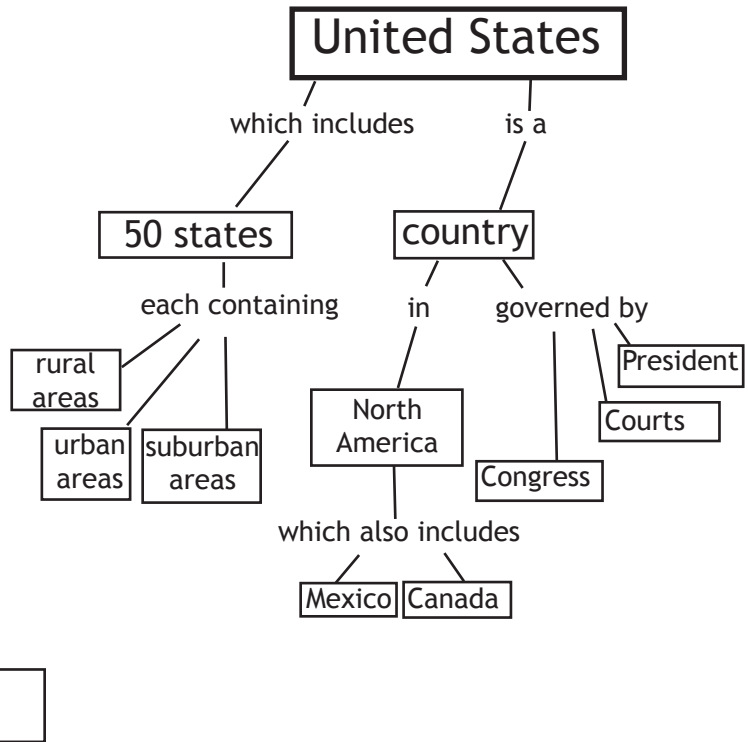 United States
which includes
is a
50 states
country
each containing
in
governed by
rural
areas
President
North
America
Courts
urban
areas
suburban
areas
Congress
which also includes
Mexico
Canada